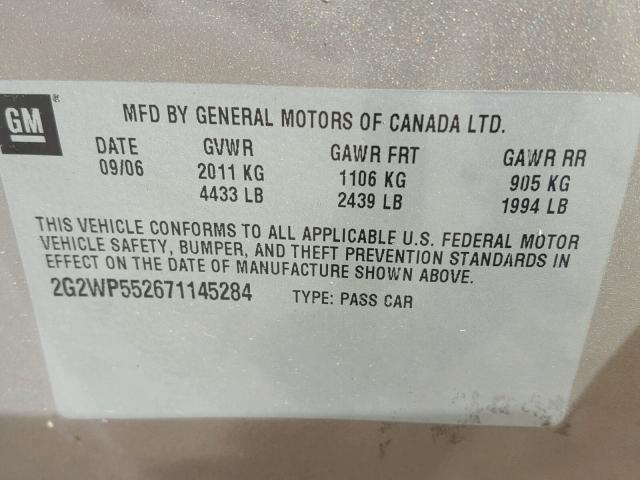 GM®
MFD BY GENERAL MOTORS OF CANADA LTD.
DATE GVWR GAWR FRT GAWR RR
09/06 2011 KG 1106 KG 905 KG
4433 LB 2439 LB 1994 LB
THIS VEHICLE CONFORMS TO ALL APPLICABLE U.S. FEDERAL MOTOR
VEHICLE SAFETY, BUMPER, AND THEFT PREVENTION STANDARDS IN
EFFECT ON THE DATE OF MANUFACTURE SHOWN ABOVE.
2G2WP552671145284 TYPE: PASS CAR